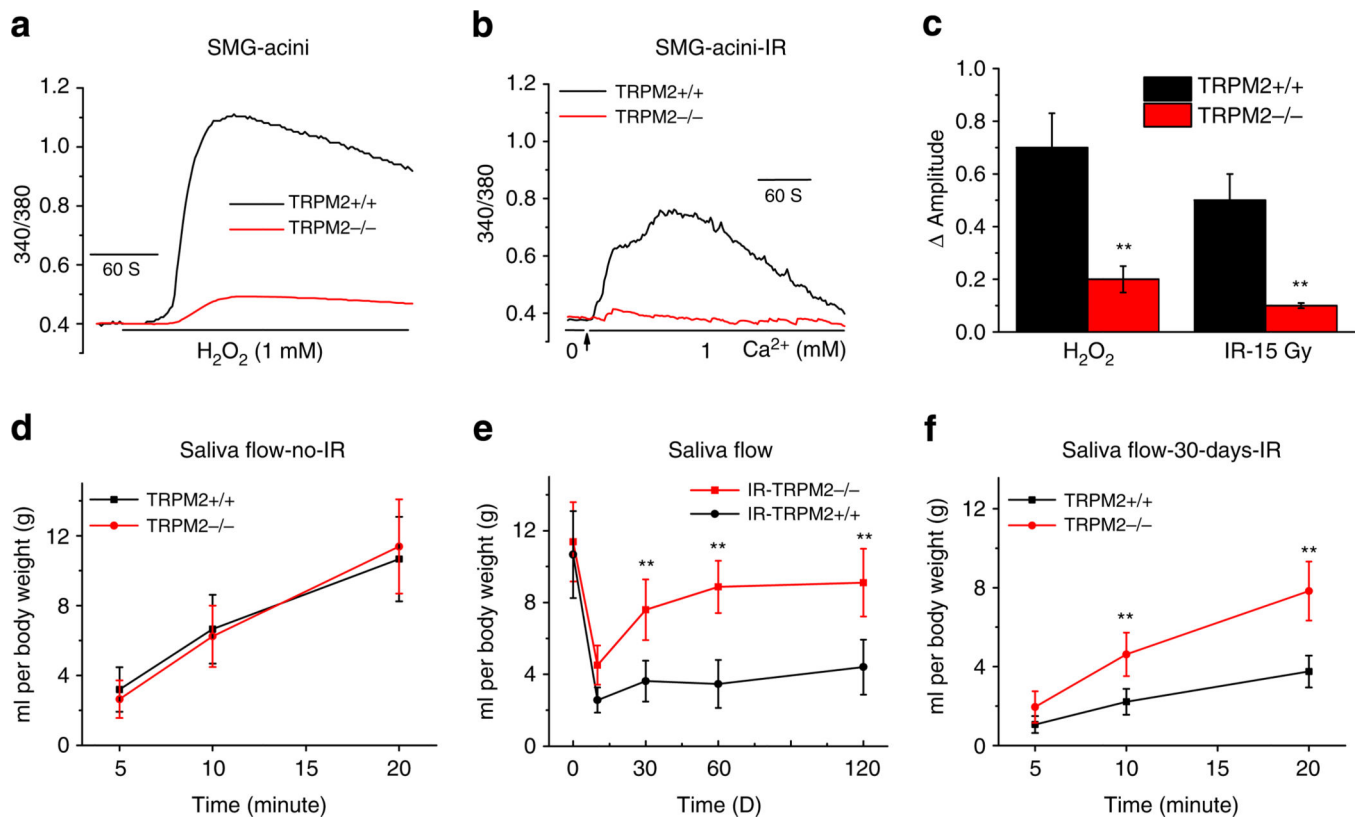 a
SMG-acini
1.2
1.0
0.8
0.6
0.4
340/380
TRPM2+/+
TRPM2–/–
60 S
H₂O₂ (1 mM)
b
SMG-acini-IR
1.2
1.0
0.8
0.6
0.4
340/380
TRPM2+/+
TRPM2–/–
60 S
0 1 Ca²⁺ (mM)
c
1.0
0.8
0.6
0.4
0.2
0.0
Δ Amplitude
TRPM2+/+
TRPM2–/–
**
**
H₂O₂ IR-15 Gy
d
Saliva flow-no-IR
TRPM2+/+
TRPM2–/–
12
8
4
0
ml per body weight (g)
5 10 15 20
Time (minute)
e
Saliva flow
IR-TRPM2–/–
IR-TRPM2+/+
12
8
4
0
ml per body weight (g)
** ** **
0 30 60 120
Time (D)
f
Saliva flow-30-days-IR
TRPM2+/+
TRPM2–/–
12
8
4
0
ml per body weight (g)
** **
5 10 15 20
Time (minute)